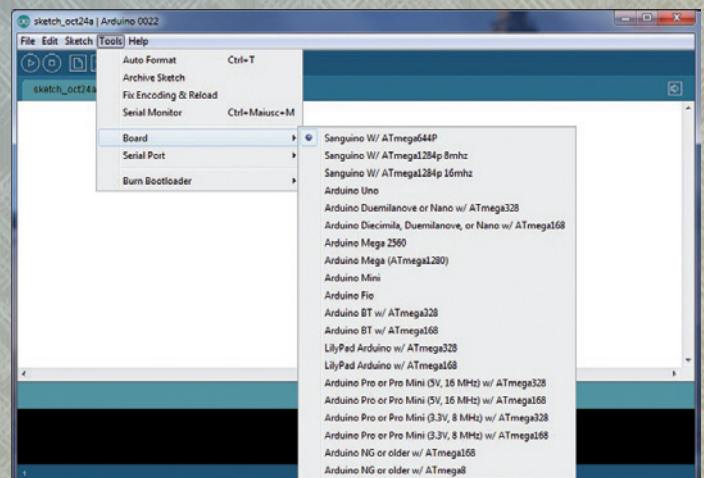 sketch_oct24a | Arduino 0022
File Edit Sketch Tools Help
sketch_oct24a
Auto Format Ctrl+T
Archive Sketch
Fix Encoding & Reload
Serial Monitor Ctrl+Maiusc+M
Board
Serial Port
Burn Bootloader
Sanguino W/ ATmega644P
Sanguino W/ ATmega1284p 8mhz
Sanguino W/ ATmega1284p 16mhz
Arduino Uno
Arduino Duemilanove or Nano w/ ATmega328
Arduino Diecimila, Duemilanove, or Nano w/ ATmega168
Arduino Mega 2560
Arduino Mega (ATmega1280)
Arduino Mini
Arduino Fio
Arduino BT w/ ATmega328
Arduino BT w/ ATmega168
LilyPad Arduino w/ ATmega328
LilyPad Arduino w/ ATmega168
Arduino Pro or Pro Mini (5V, 16 MHz) w/ ATmega328
Arduino Pro or Pro Mini (5V, 16 MHz) w/ ATmega168
Arduino Pro or Pro Mini (3.3V, 8 MHz) w/ ATmega328
Arduino Pro or Pro Mini (3.3V, 8 MHz) w/ ATmega168
Arduino NG or older w/ ATmega168
Arduino NG or older w/ ATmega8
1